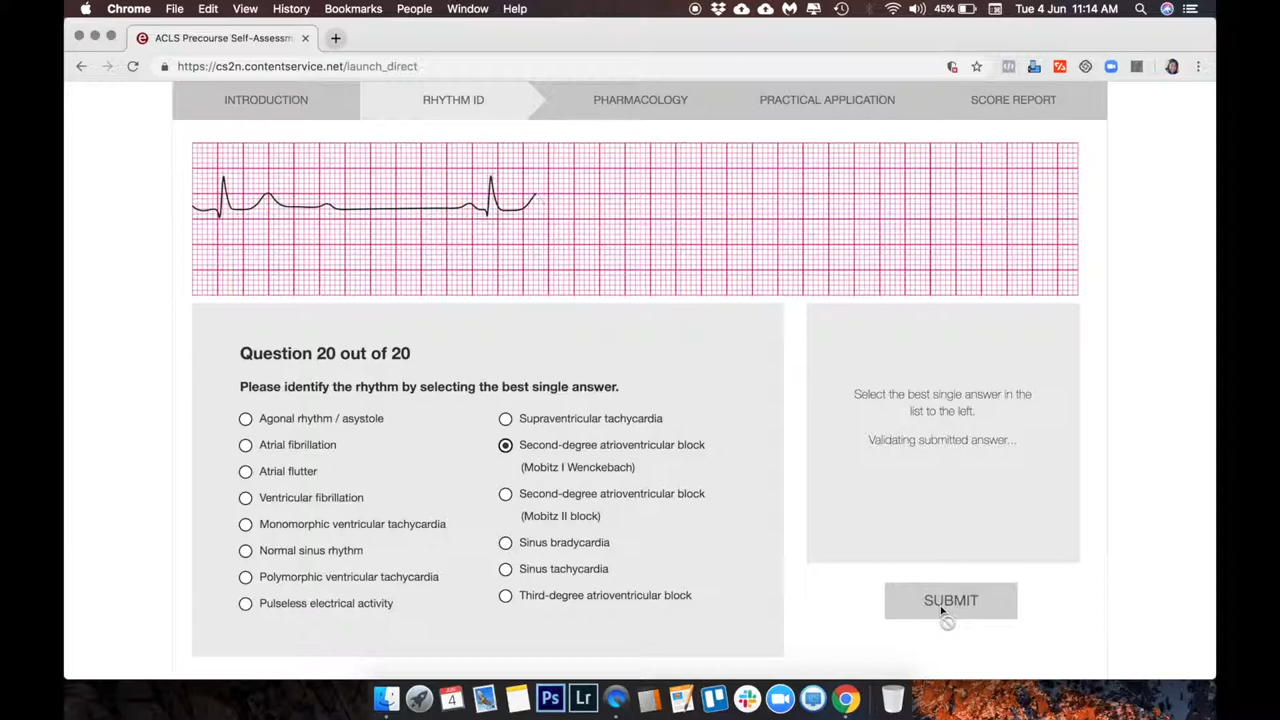 Chrome File Edit View History Bookmarks People Window Help 45% Tue 4 Jun 11:14 AM
ACLS Precourse Self-Assessm
https://cs2n.contentservice.net/launch_direct
INTRODUCTION RHYTHM ID PHARMACOLOGY PRACTICAL APPLICATION SCORE REPORT
Question 20 out of 20
Please identify the rhythm by selecting the best single answer.
Agonal rhythm / asystole
Atrial fibrillation
Atrial flutter
Ventricular fibrillation
Monomorphic ventricular tachycardia
Normal sinus rhythm
Polymorphic ventricular tachycardia
Pulseless electrical activity
Supraventricular tachycardia
Second-degree atrioventricular block
(Mobitz I Wenckebach)
Second-degree atrioventricular block
(Mobitz II block)
Sinus bradycardia
Sinus tachycardia
Third-degree atrioventricular block
Select the best single answer in the
list to the left.
Validating submitted answer...
SUBMIT
4
Ps
Lr